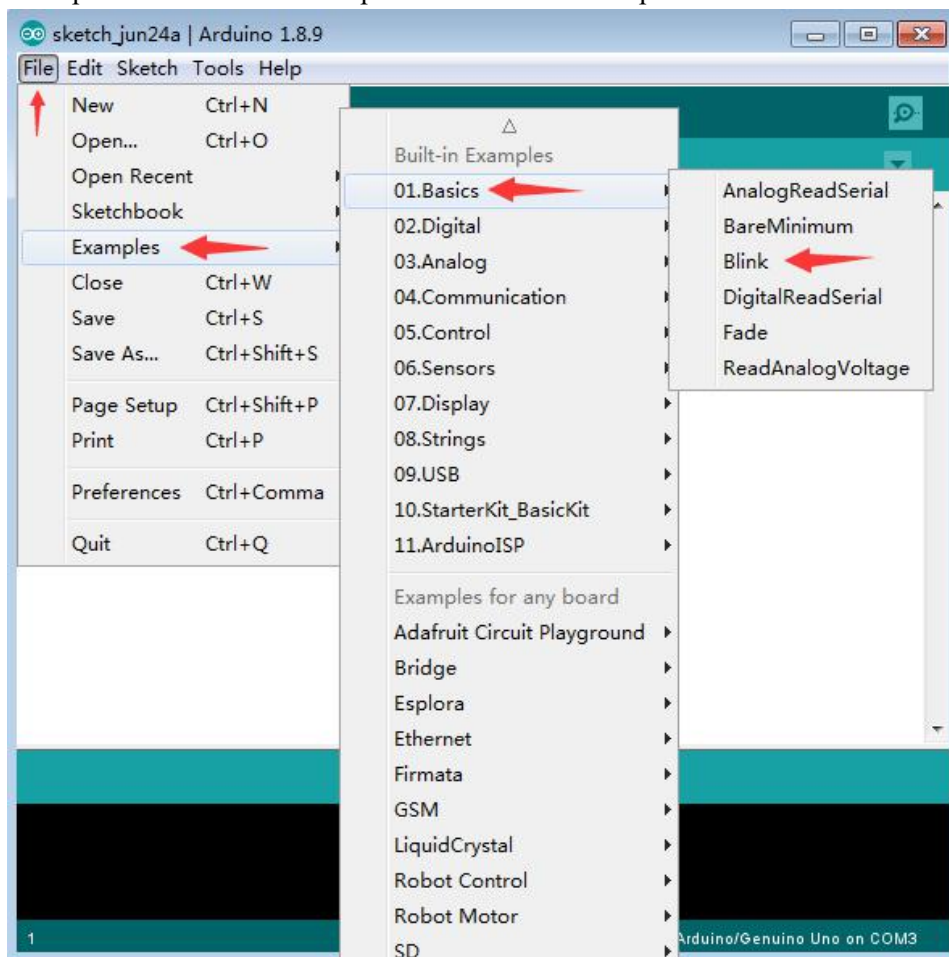 sketch_jun24a | Arduino 1.8.9
File Edit Sketch Tools Help
New Ctrl+N
Open... Ctrl+O
Open Recent
Sketchbook
Examples
Close Ctrl+W
Save Ctrl+S
Save As... Ctrl+Shift+S
Page Setup Ctrl+Shift+P
Print Ctrl+P
Preferences Ctrl+Comma
Quit Ctrl+Q
Built-in Examples
01.Basics
02.Digital
03.Analog
04.Communication
05.Control
06.Sensors
07.Display
08.Strings
09.USB
10.StarterKit_BasicKit
11.ArduinoISP
Examples for any board
Adafruit Circuit Playground
Bridge
Esplora
Ethernet
Firmata
GSM
LiquidCrystal
Robot Control
Robot Motor
SD
AnalogReadSerial
BareMinimum
Blink
DigitalReadSerial
Fade
ReadAnalogVoltage
1
Arduino/Genuino Uno on COM3